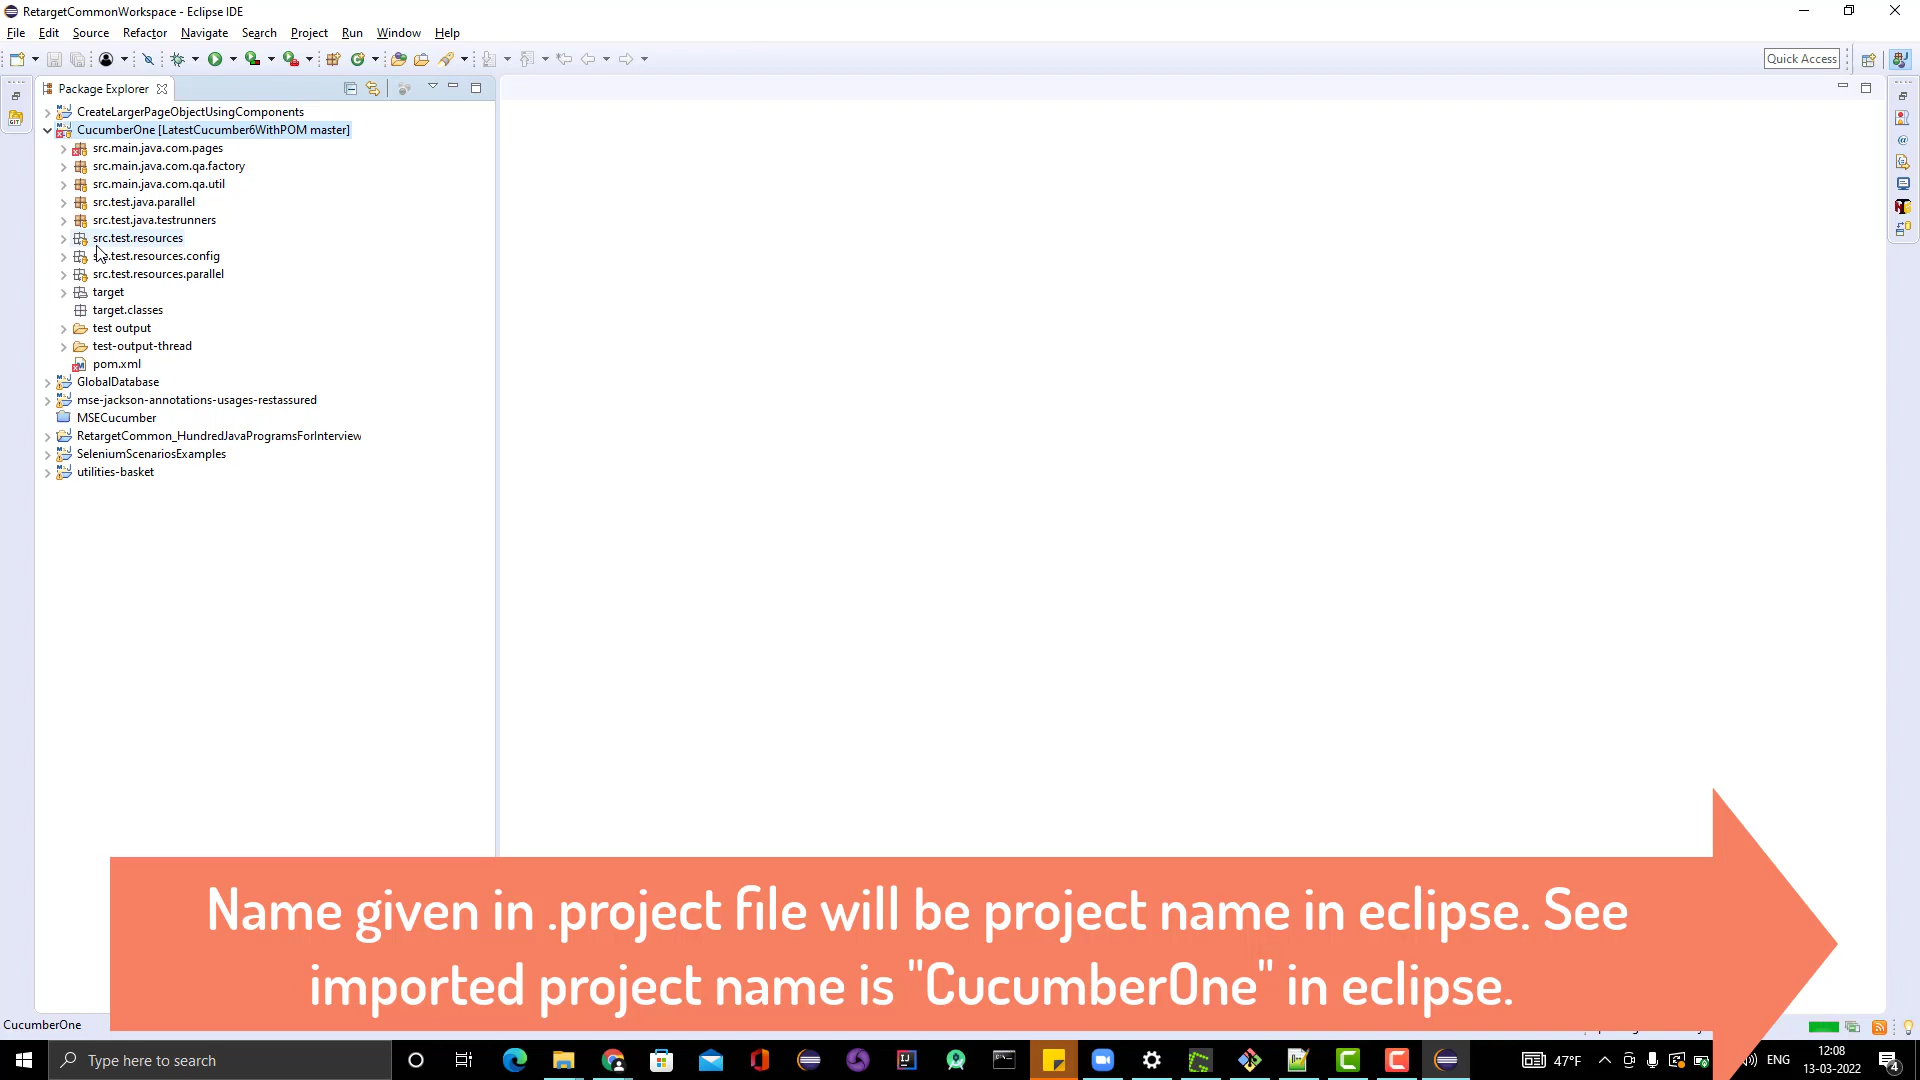 RetargetCommonWorkspace - Eclipse IDE
File Edit Source Refactor Navigate Search Project Run Window Help
Quick Access
Package Explorer
CreateLargerPageObjectUsingComponents
CucumberOne [LatestCucumber6WithPOM master]
src.main.java.com.pages
src.main.java.com.qa.factory
src.main.java.com.qa.util
src.test.java.parallel
src.test.java.testrunners
src.test.resources
src.test.resources.config
src.test.resources.parallel
target
target.classes
test output
test-output-thread
pom.xml
GlobalDatabase
mse-jackson-annotations-usages-restassured
MSECucumber
RetargetCommon_HundredJavaProgramsForInterview
SeleniumScenariosExamples
utilities-basket
Name given in .project file will be project name in eclipse. See
imported project name is "CucumberOne" in eclipse.
CucumberOne
Type here to search
47°F
ENG
12:08
13-03-2022
4